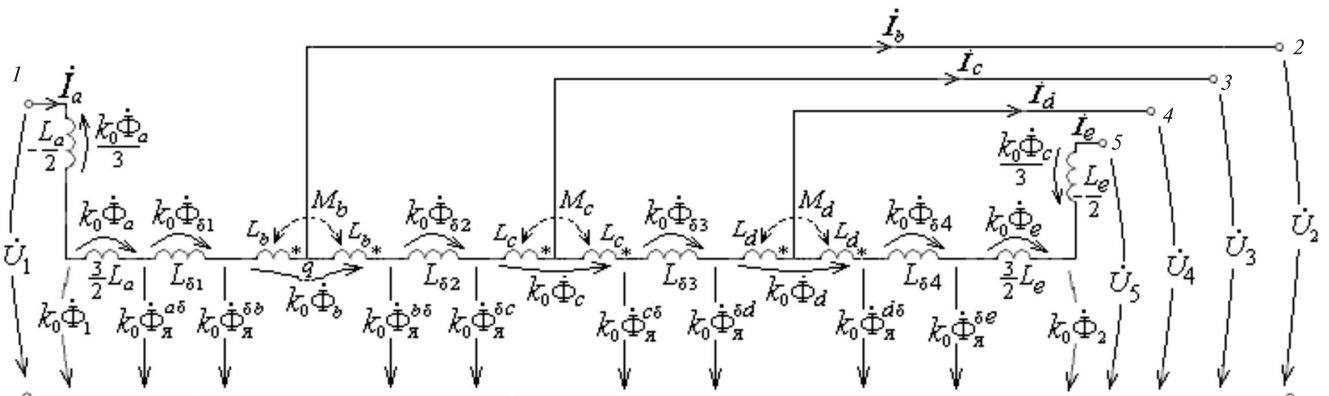 İ_b
2
İ_c
3
1
İ_a
İ_d
4
-L_a/2
k_0Φ̇_a/3
k_0Φ̇_c/3
İ_e
5
-L_e/2
k_0Φ̇_a k_0Φ̇_δ1 L_b M_b L_b k_0Φ̇_δ2 L_c M_c L_c k_0Φ̇_δ3 L_d M_d L_d k_0Φ̇_δ4 k_0Φ̇_e
* * * * * *
U̇_1 U̇_5 U̇_4 U̇_3 U̇_2
3/2 L_a L_δ1 q L_δ2 L_δ3 L_δ4 3/2 L_e
k_0Φ̇_b k_0Φ̇_c k_0Φ̇_d
k_0Φ̇_1 k_0Φ̇_я^aδ k_0Φ̇_я^δb k_0Φ̇_я^bδ k_0Φ̇_я^δc k_0Φ̇_я^cδ k_0Φ̇_я^δd k_0Φ̇_я^dδ k_0Φ̇_я^δe k_0Φ̇_2